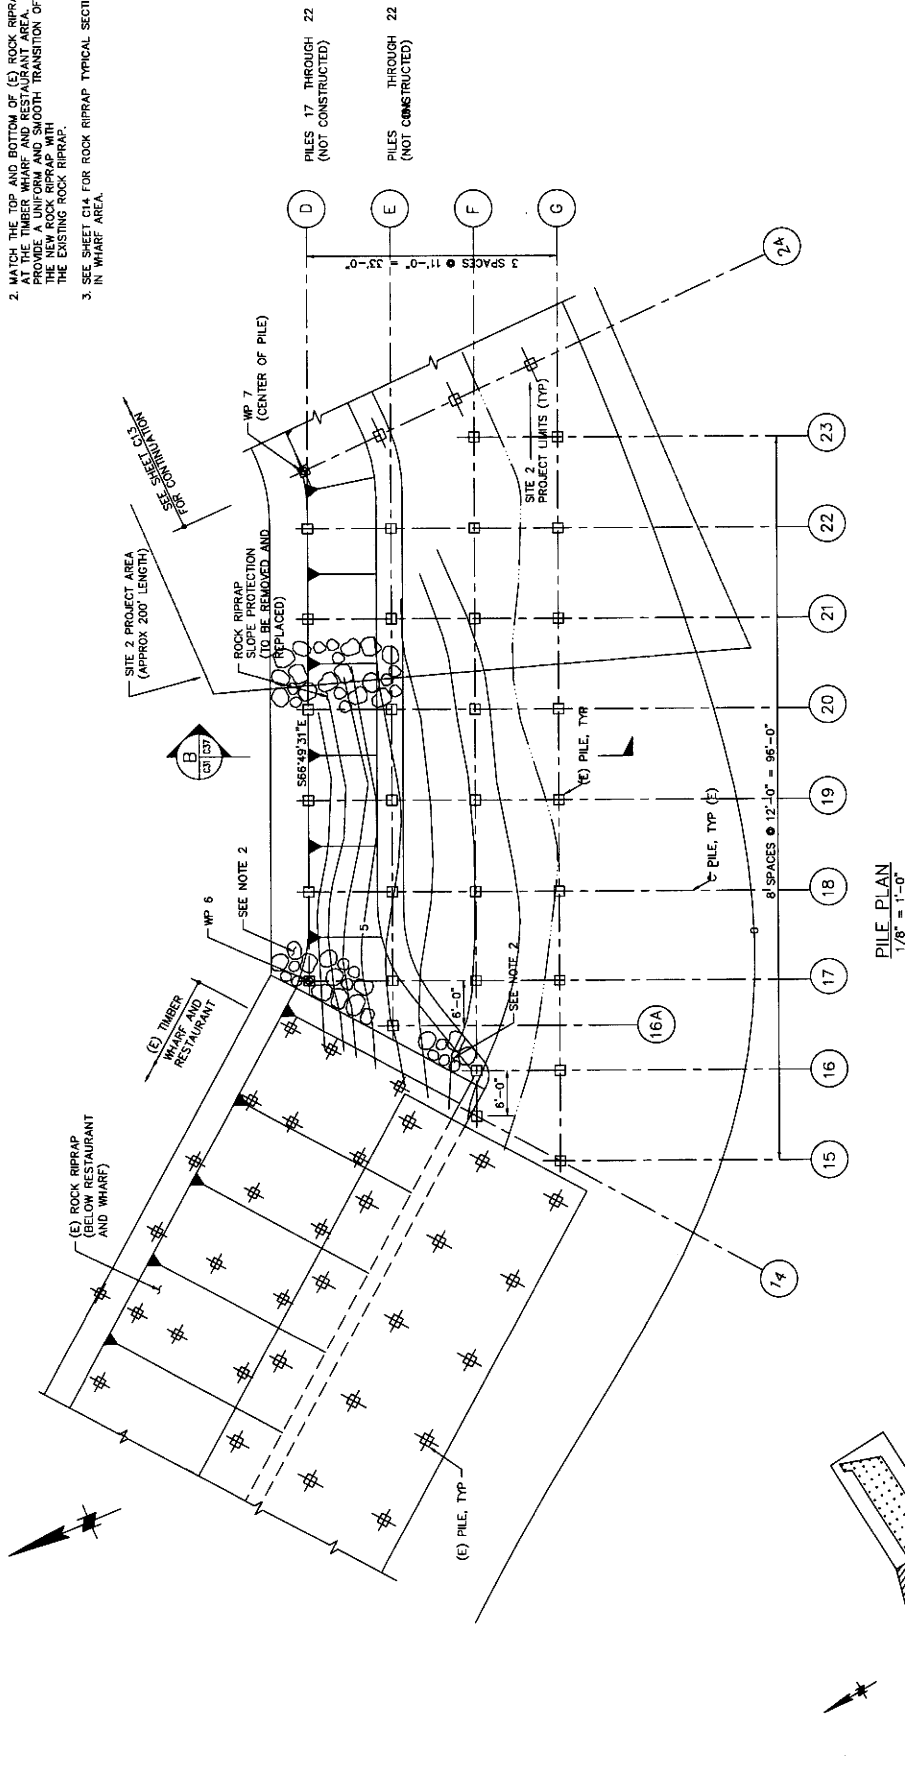 2. MATCH THE TOP AND BOTTOM OF (E) ROCK RIPRA
AT THE TIMBER WHARF AND RESTAURANT AREA.
PROVIDE A UNIFORM AND SMOOTH TRANSITION OF
THE NEW ROCK RIPRAP WITH
THE EXISTING ROCK RIPRAP.
3. SEE SHEET C14 FOR ROCK RIPRAP TYPICAL SECTI
IN WHARF AREA.
PILES 17 THROUGH 22
(NOT CONSTRUCTED)
PILES THROUGH 22
(NOT CONSTRUCTED)
D
E
F
G
3 SPACES @ 11'-0" = 33'-0"
24
SEE SHEET C13
FOR CONTINUATION
WP 7
(CENTER OF PILE)
SITE 2 PROJECT AREA
(APPROX 200' LENGTH)
ROCK RIPRAP
SLOPE PROTECTION
(TO BE REMOVED AND
REPLACED)
SITE 2
PROJECT LIMITS (TYP)
B
C31 C37
S66°49'31"E
(E) PILE, TYP
PILE, TYP (E)
WP 6
SEE NOTE 2
5
SEE NOTE 2
6'-0"
6'-0"
(E) TIMBER
WHARF AND
RESTAURANT
(E) ROCK RIPRAP
(BELOW RESTAURANT
AND WHARF)
(E) PILE, TYP
8 SPACES @ 12'-0" = 96'-0"
23
22
21
20
19
18
17
16A
16
15
14
PILE PLAN
1/8" = 1'-0"